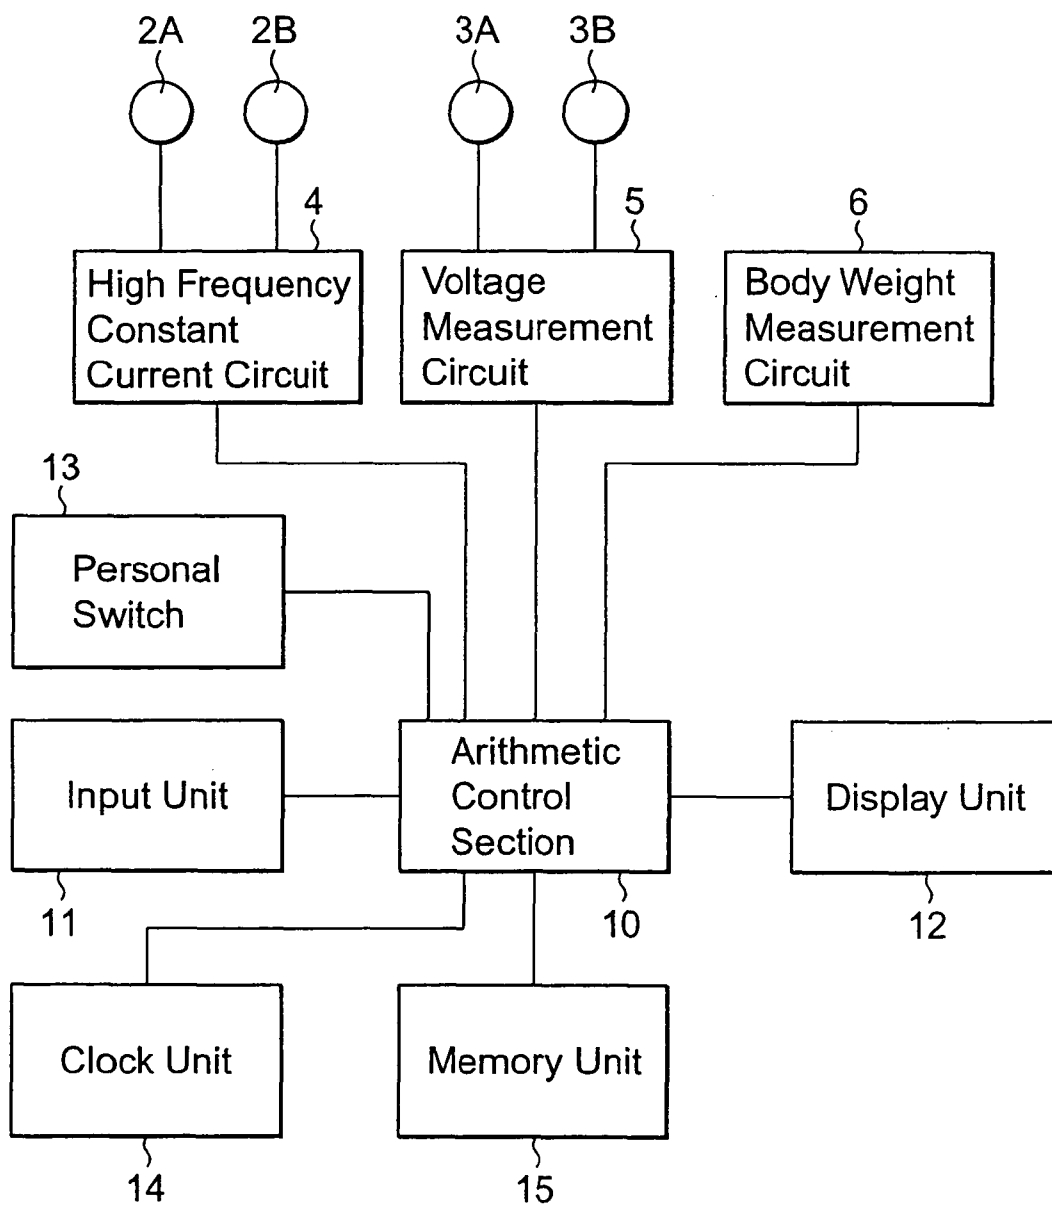 2A 2B 3A 3B
4 5 6
High Frequency
Constant
Current Circuit
Voltage
Measurement
Circuit
Body Weight
Measurement
Circuit
13
Personal
Switch
Input Unit
Arithmetic
Control
Section
Display Unit
11 10 12
Clock Unit
Memory Unit
14 15